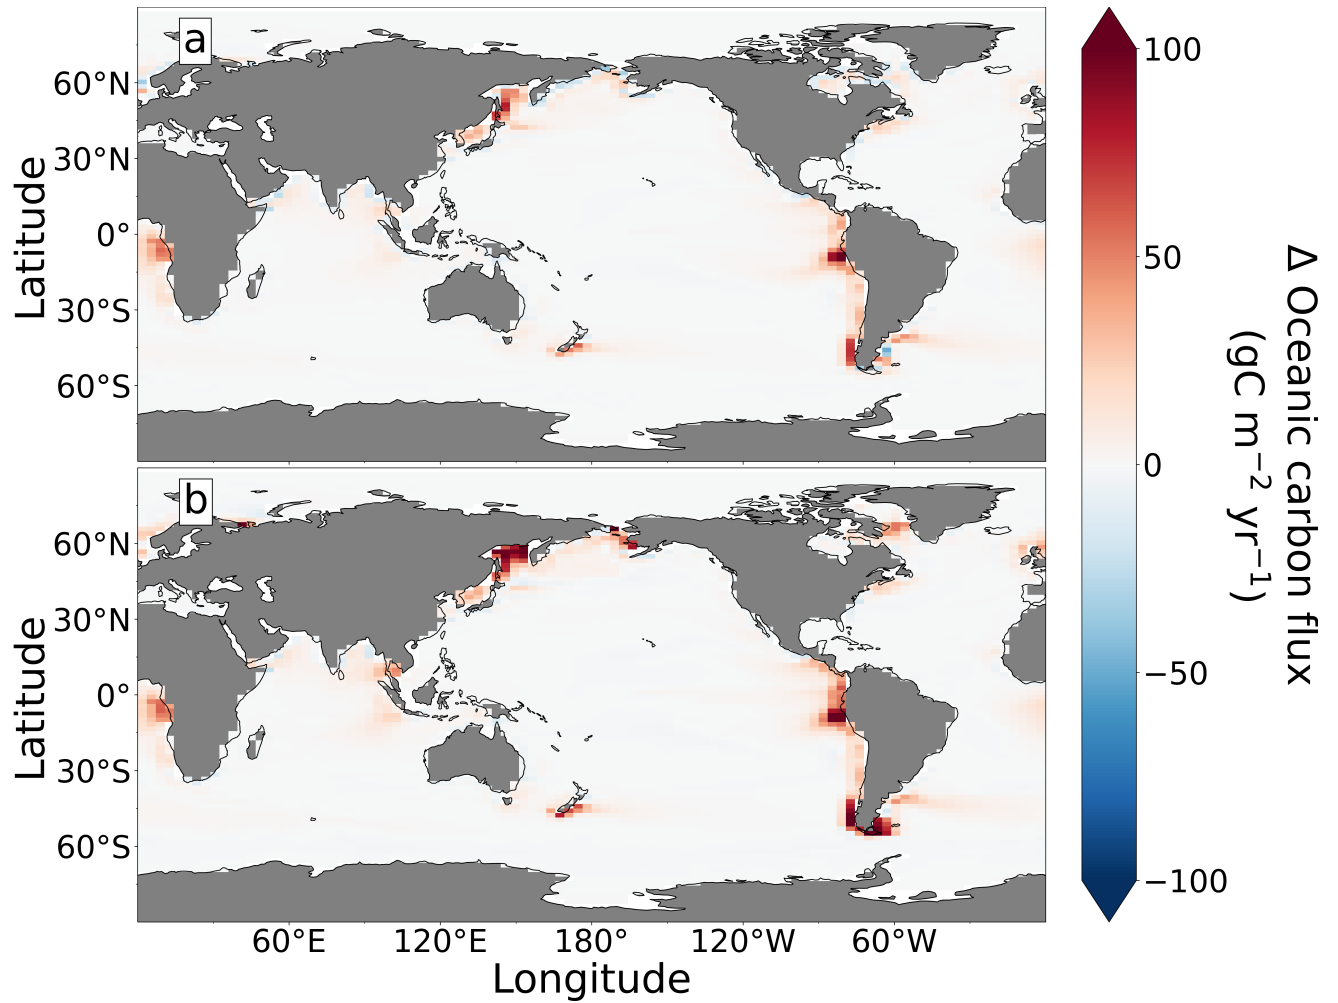 a
60°N
30°N
0°
30°S
60°S
Latitude
b
60°N
30°N
0°
30°S
60°S
Latitude
60°E 120°E 180° 120°W 60°W
Longitude
100
50
0
−50
−100
Δ Oceanic carbon flux
(gC m⁻² yr⁻¹)